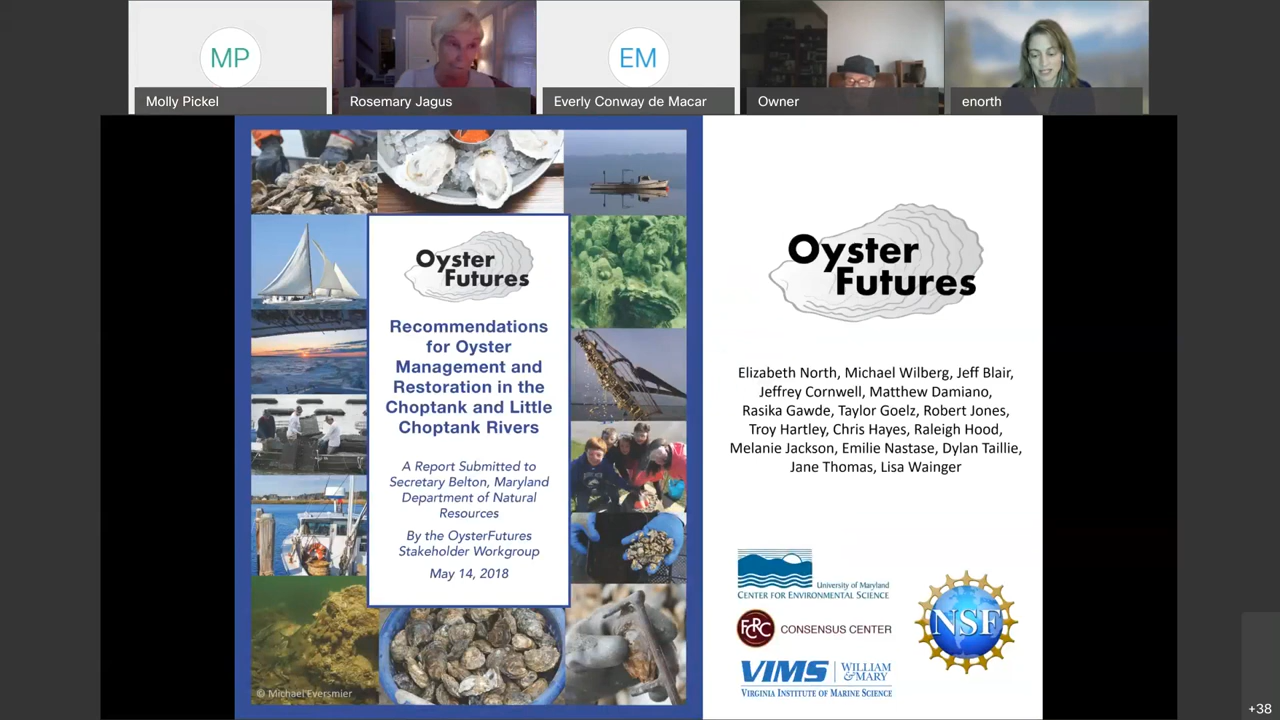 MP
Molly Pickel
Rosemary Jagus
EM
Everly Conway de Macar
Owner
enorth
Oyster
Futures
Recommendations
for Oyster
Management and
Restoration in the
Choptank and Little
Choptank Rivers
A Report Submitted to
Secretary Belton, Maryland
Department of Natural
Resources
By the OysterFutures
Stakeholder Workgroup
May 14, 2018
© Michael Eversmier
Oyster
Futures
Elizabeth North, Michael Wilberg, Jeff Blair,
Jeffrey Cornwell, Matthew Damiano,
Rasika Gawde, Taylor Goelz, Robert Jones,
Troy Hartley, Chris Hayes, Raleigh Hood,
Melanie Jackson, Emilie Nastase, Dylan Taillie,
Jane Thomas, Lisa Wainger
University of Maryland
CENTER FOR ENVIRONMENTAL SCIENCE
FCRC CONSENSUS CENTER
NSF
VIMS WILLIAM
& MARY
VIRGINIA INSTITUTE OF MARINE SCIENCE
+38